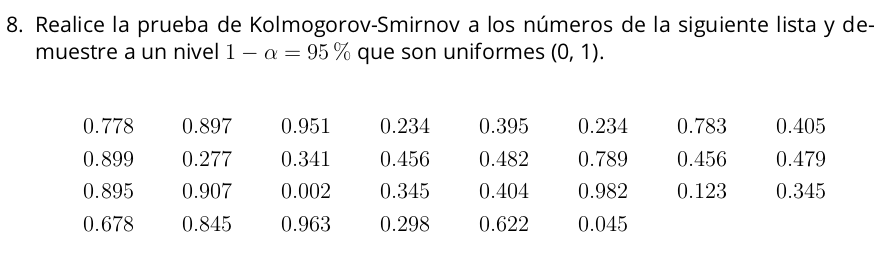 8. Realice la prueba de Kolmogorov-Smirnov a los números de la siguiente lista y de-
muestre a un nivel 1 − α = 95 % que son uniformes (0, 1).
0.778 0.897 0.951 0.234 0.395 0.234 0.783 0.405
0.899 0.277 0.341 0.456 0.482 0.789 0.456 0.479
0.895 0.907 0.002 0.345 0.404 0.982 0.123 0.345
0.678 0.845 0.963 0.298 0.622 0.045